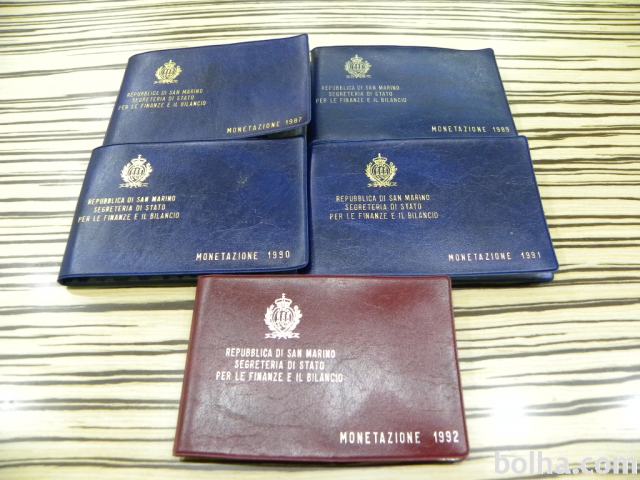 REPUBBLICA DI SAN MARINO
SEGRETERIA DI STATO
PER LE FINANZE E IL BILANCIO
MONETAZIONE 1987
REPUBBLICA DI SAN MARINO
SEGRETERIA DI STATO
PER LE FINANZE E IL BILANCIO
MONETAZIONE 1989
REPUBBLICA DI SAN MARINO
SEGRETERIA DI STATO
PER LE FINANZE E IL BILANCIO
MONETAZIONE 1990
REPUBBLICA DI SAN MARINO
SEGRETERIA DI STATO
PER LE FINANZE E IL BILANCIO
MONETAZIONE 1991
REPUBBLICA DI SAN MARINO
SEGRETERIA DI STATO
PER LE FINANZE E IL BILANCIO
MONETAZIONE 1992
bolha.com